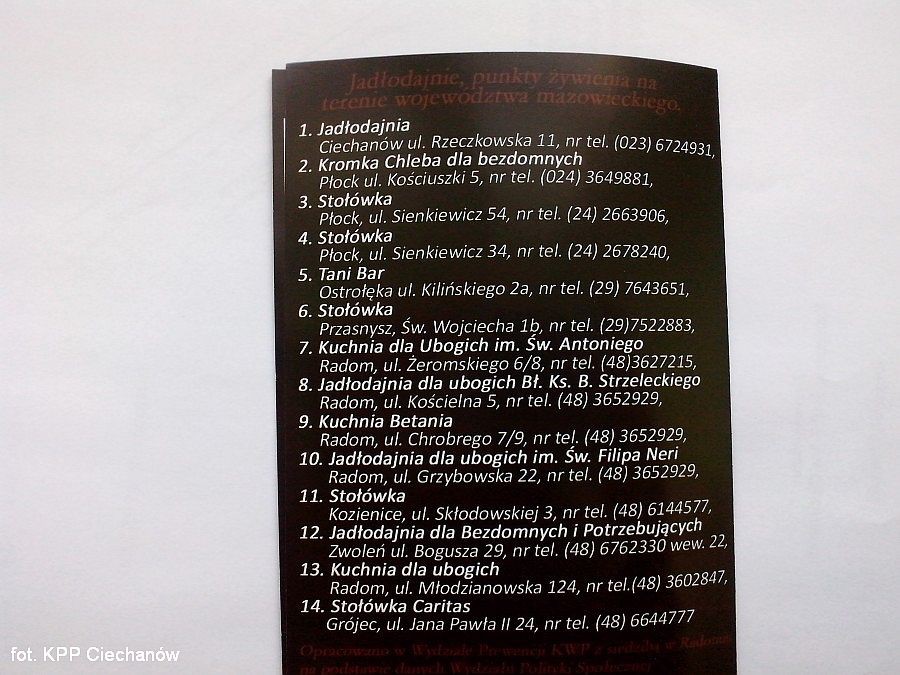 Jadłodajnie, punkty żywienia na
terenie województwa mazowieckiego.
1. Jadłodajnia
Ciechanów ul. Rzeczkowska 11, nr tel. (023) 6724931,
2. Kromka Chleba dla bezdomnych
Płock ul. Kościuszki 5, nr tel. (024) 3649881,
3. Stołówka
Płock, ul. Sienkiewicz 54, nr tel. (24) 2663906,
4. Stołówka
Płock, ul. Sienkiewicz 34, nr tel. (24) 2678240,
5. Tani Bar
Ostrołęka ul. Kilińskiego 2a, nr tel. (29) 7643651,
6. Stołówka
Przasnysz, Św. Wojciecha 1b, nr tel. (29)7522883,
7. Kuchnia dla Ubogich im. Św. Antoniego
Radom, ul. Żeromskiego 6/8, nr tel. (48)3627215,
8. Jadłodajnia dla ubogich Bł. Ks. B. Strzeleckiego
Radom, ul. Kościelna 5, nr tel. (48) 3652929,
9. Kuchnia Betania
Radom, ul. Chrobrego 7/9, nr tel. (48) 3652929,
10. Jadłodajnia dla ubogich im. Św. Filipa Neri
Radom, ul. Grzybowska 22, nr tel. (48) 3652929,
11. Stołówka
Kozienice, ul. Skłodowskiej 3, nr tel. (48) 6144577,
12. Jadłodajnia dla Bezdomnych i Potrzebujących
Zwoleń ul. Bogusza 29, nr tel. (48) 6762330 wew. 22,
13. Kuchnia dla ubogich
Radom, ul. Młodzianowska 124, nr tel.(48) 3602847,
14. Stołówka Caritas
Grójec, ul. Jana Pawła II 24, nr tel. (48) 6644777
Opracowano w Wydziale Prewencji KWP z siedzibą w Radomiu
na podstawie danych Wydziału Polityki Społecznej
fot. KPP Ciechanów